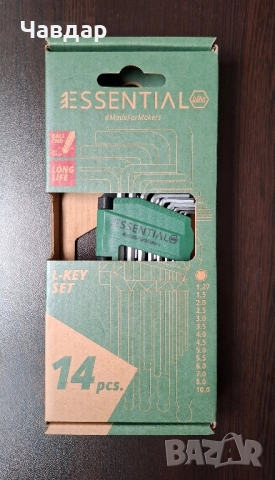 Чавдар
ESSENTIAL
#MadeForMakers
BALL
END
LONG
LIFE
ESSENTIAL
#MadeForMakers
L-KEY
SET
14 pcs.
1.27
1.5
2.0
2.5
3.0
3.5
4.0
4.5
5.0
5.5
6.0
7.0
8.0
10.0
BAZAR